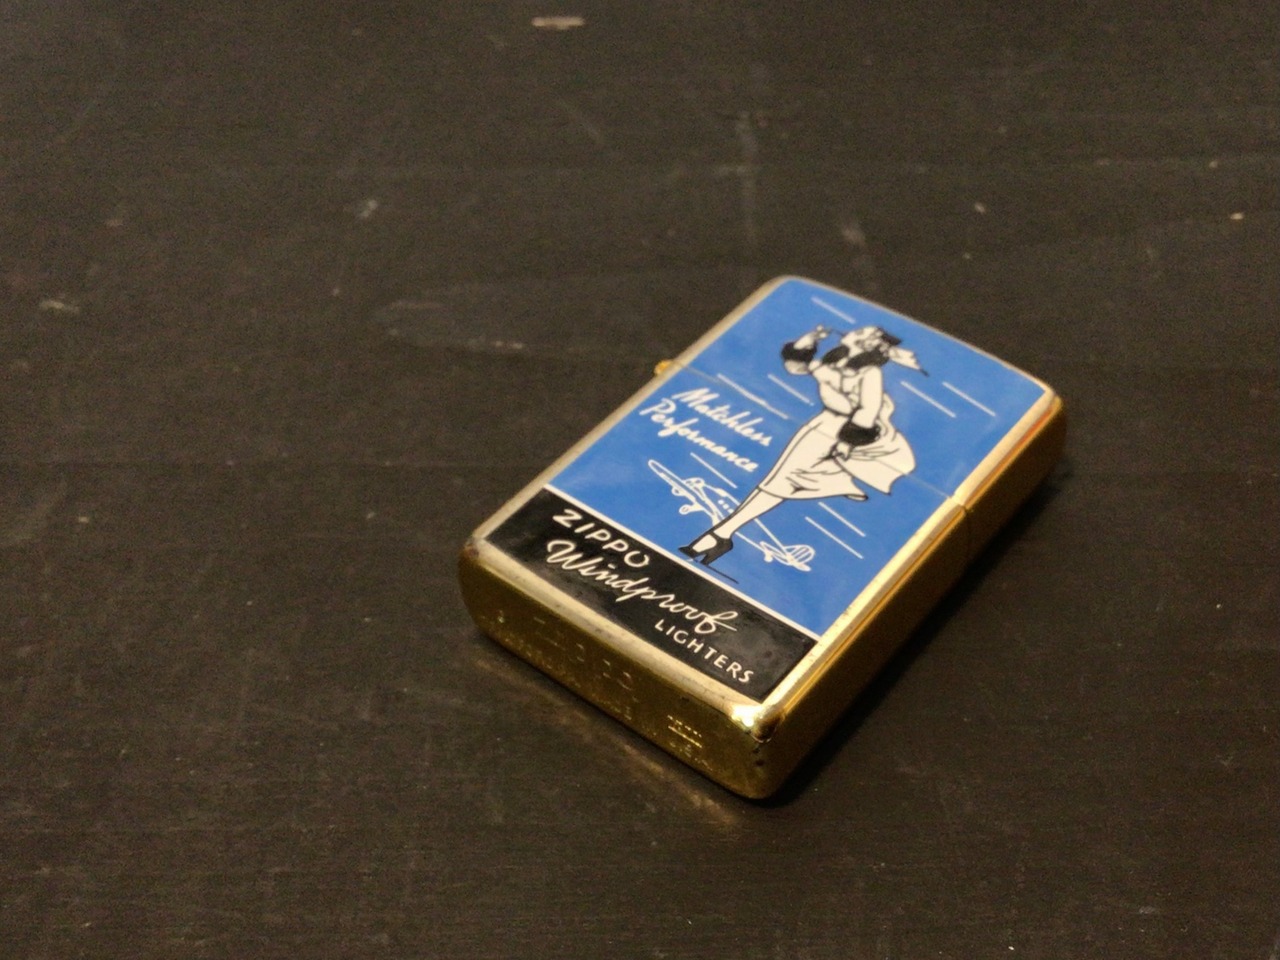 Matchless
Performance
ZIPPO
Windproof
LIGHTERS